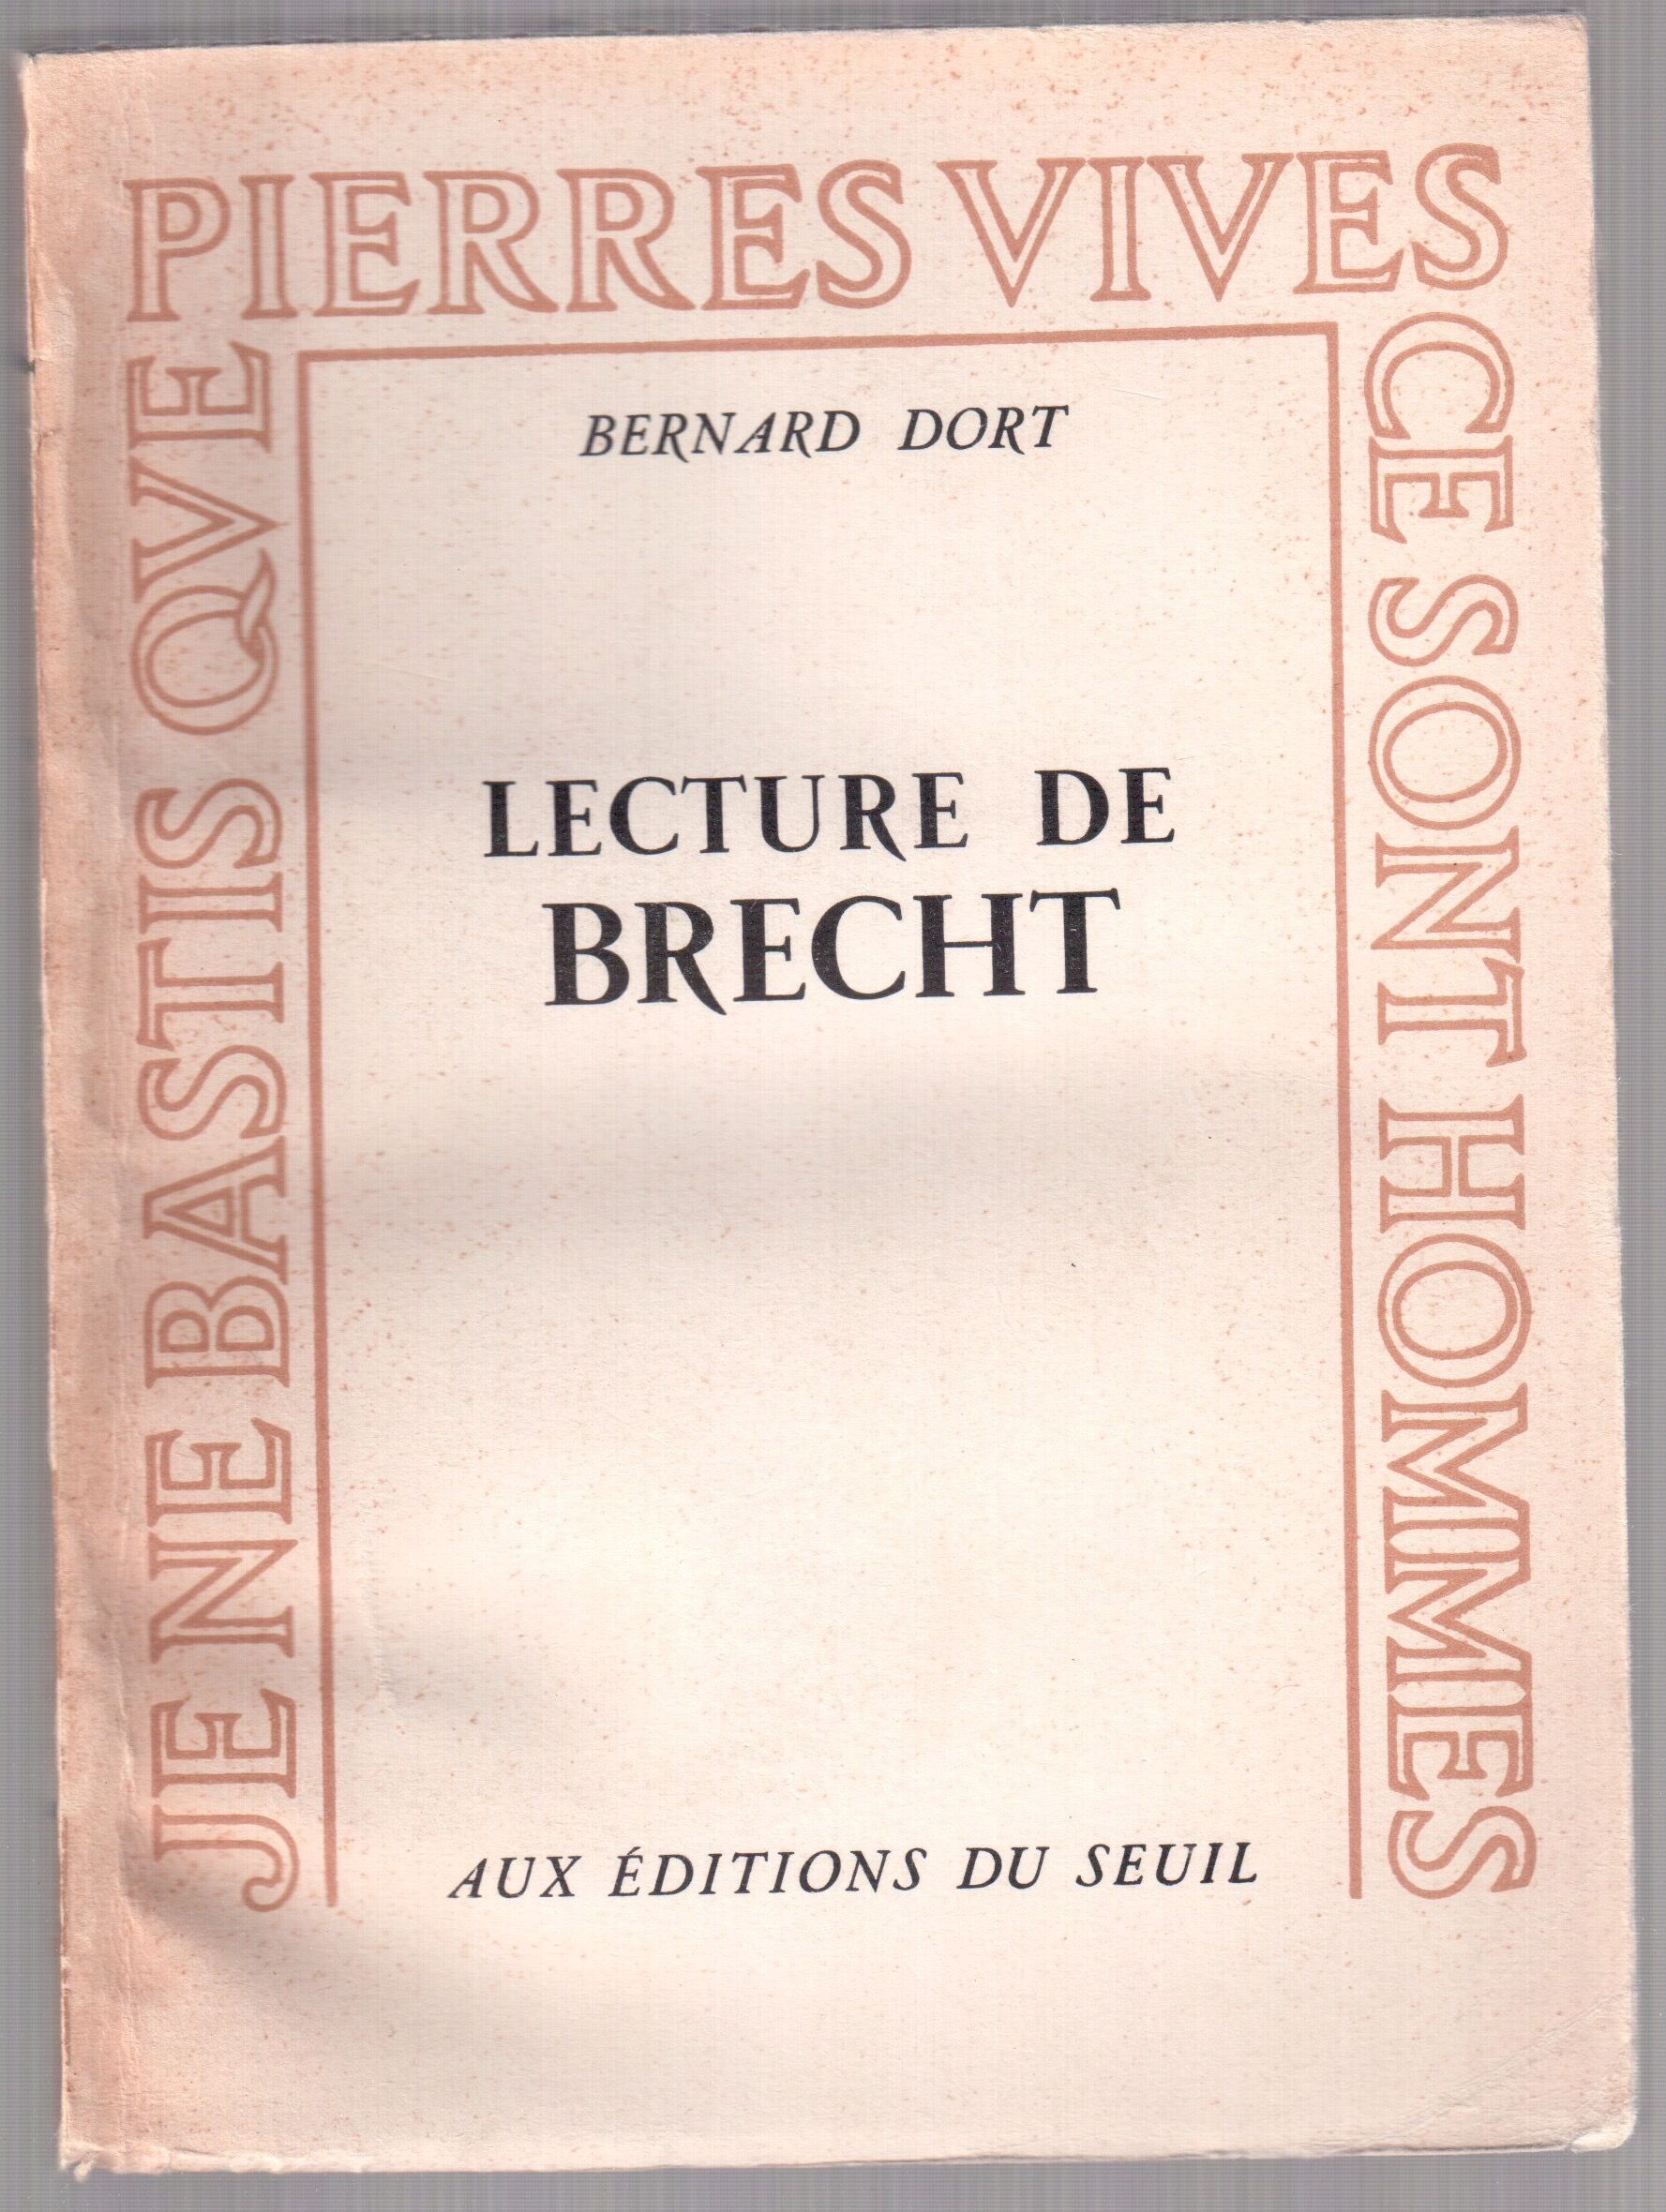 JE NE BASTIS QVE
PIERRES VIVES
CE SONT HOMMES
BERNARD DORT
LECTURE DE
BRECHT
AUX ÉDITIONS DU SEUIL